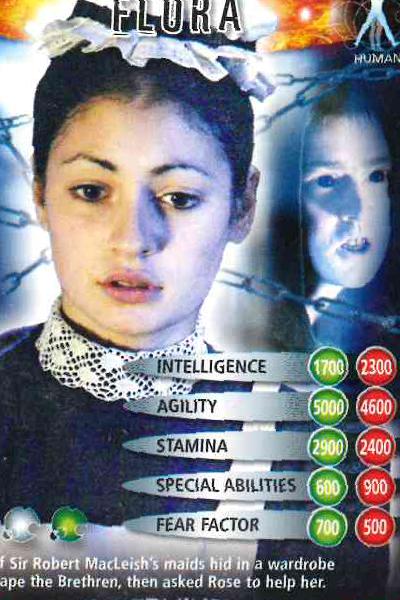 FLORA
HUMAN
INTELLIGENCE 1700 2300
AGILITY 5000 4600
STAMINA 2900 2400
SPECIAL ABILITIES 600 900
FEAR FACTOR 700 500
f Sir Robert MacLeish's maids hid in a wardrobe
ape the Brethren, then asked Rose to help her.